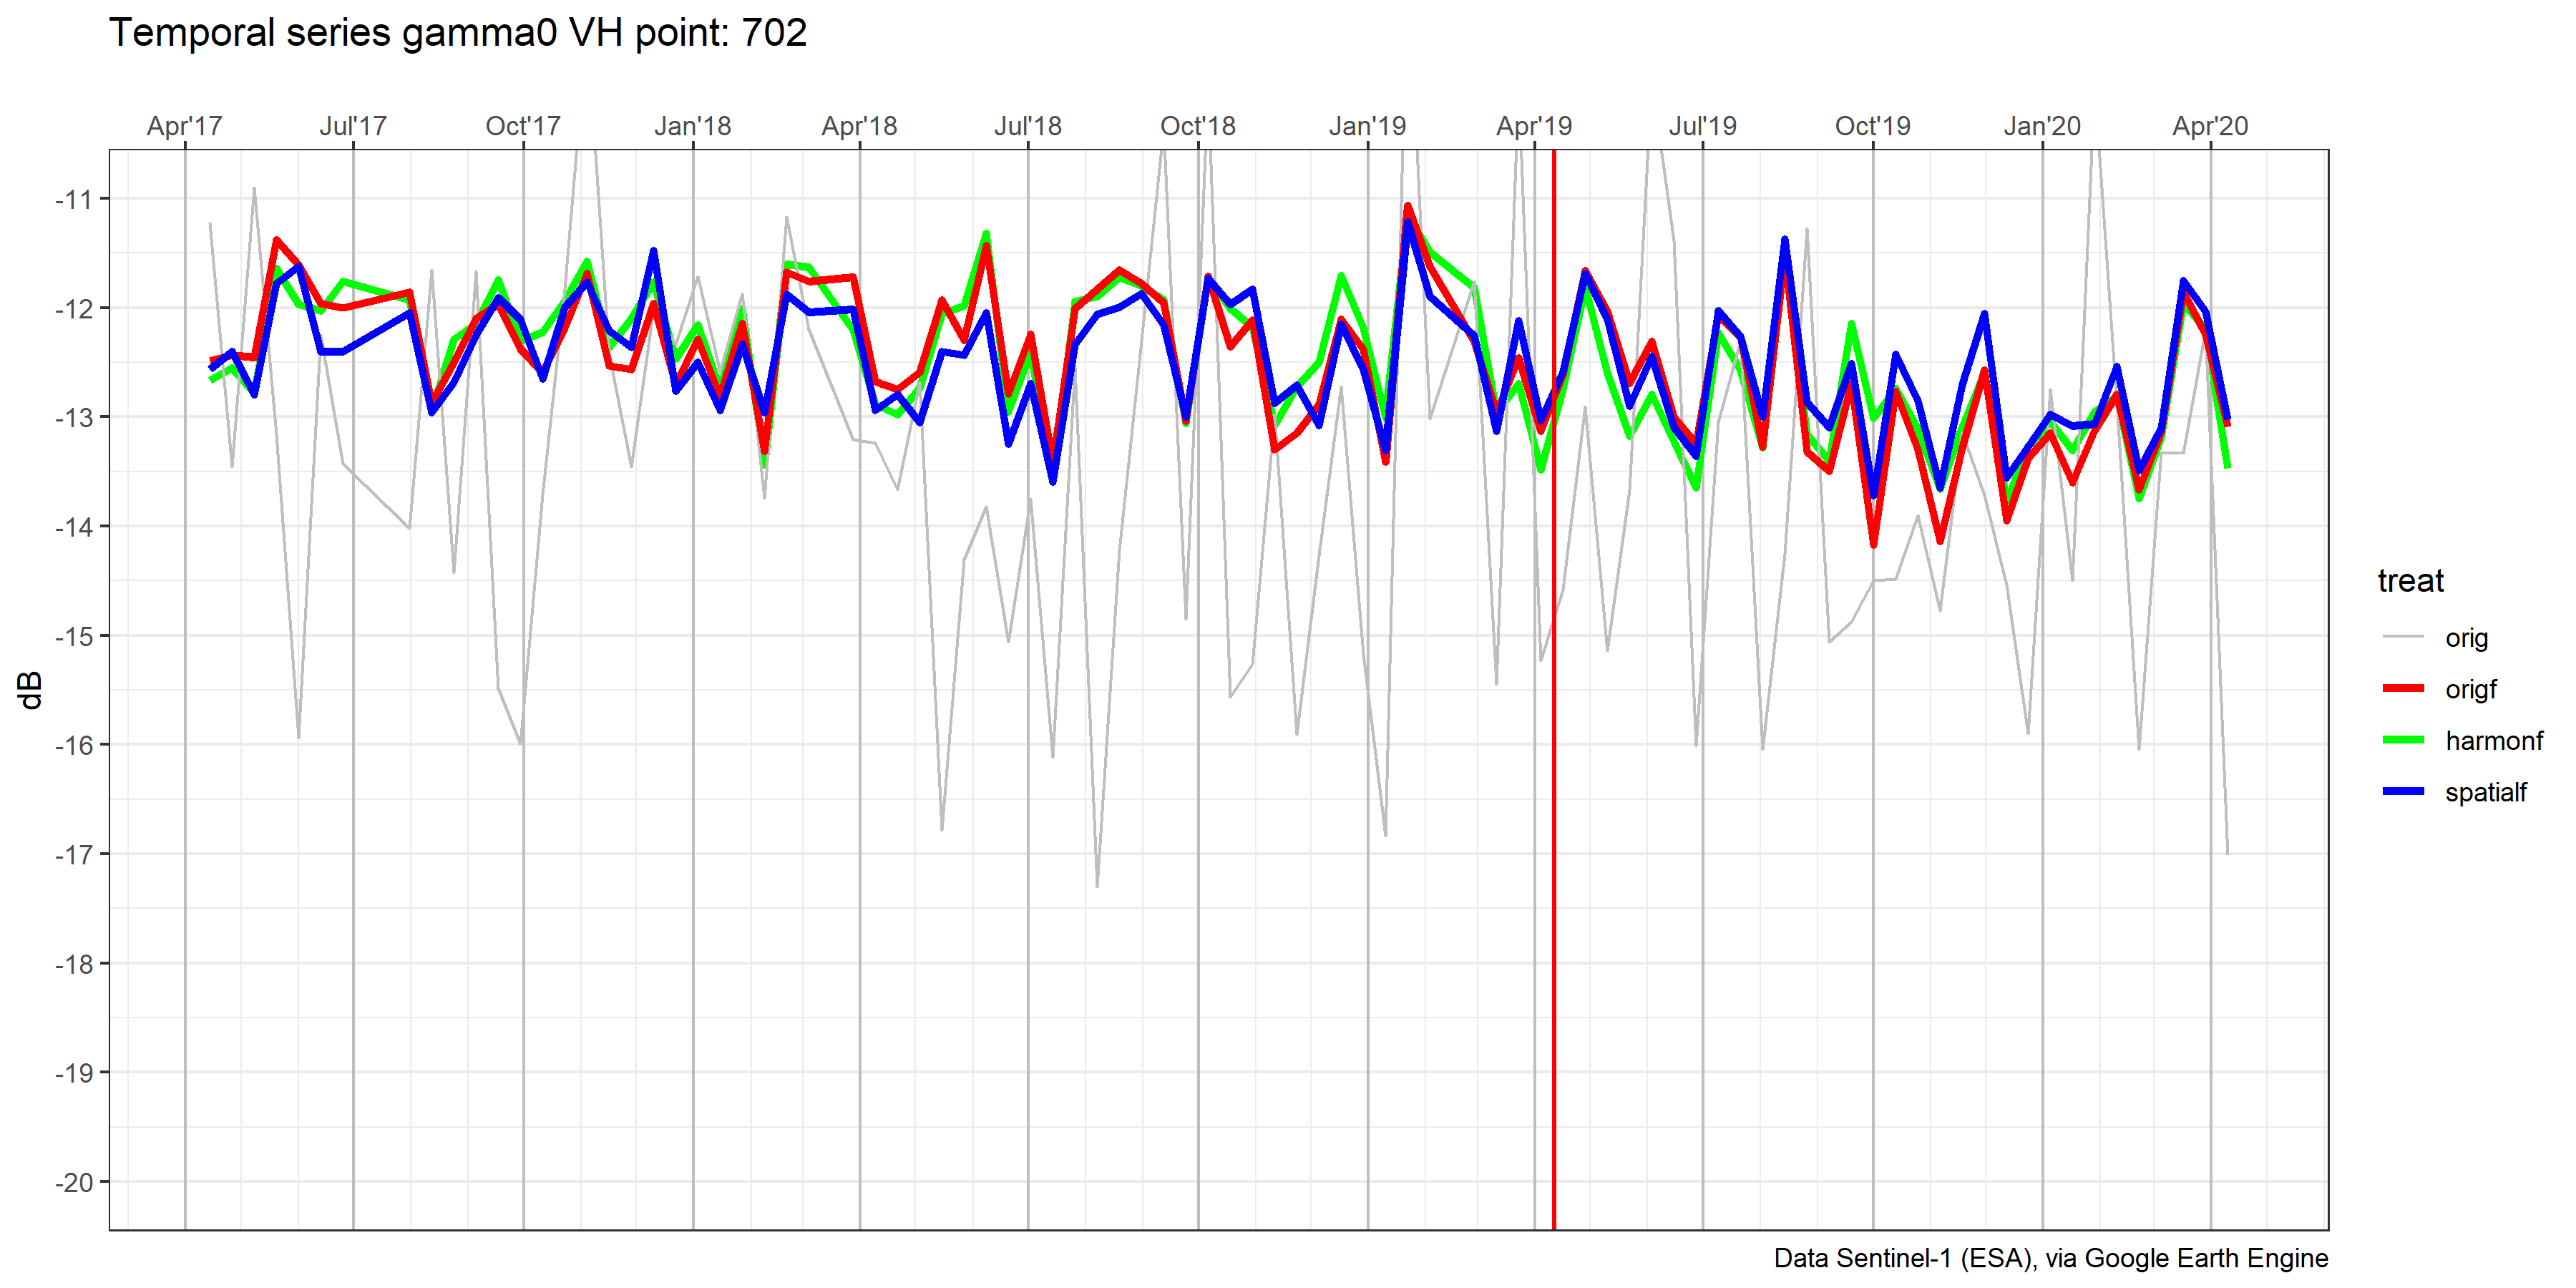 Temporal series gamma0 VH point: 702
Apr'17 Jul'17 Oct'17 Jan'18 Apr'18 Jul'18 Oct'18 Jan'19 Apr'19 Jul'19 Oct'19 Jan'20 Apr'20
-11
-12
-13
-14
-15
-16
-17
-18
-19
-20
dB
treat
orig
origf
harmonf
spatialf
Data Sentinel-1 (ESA), via Google Earth Engine